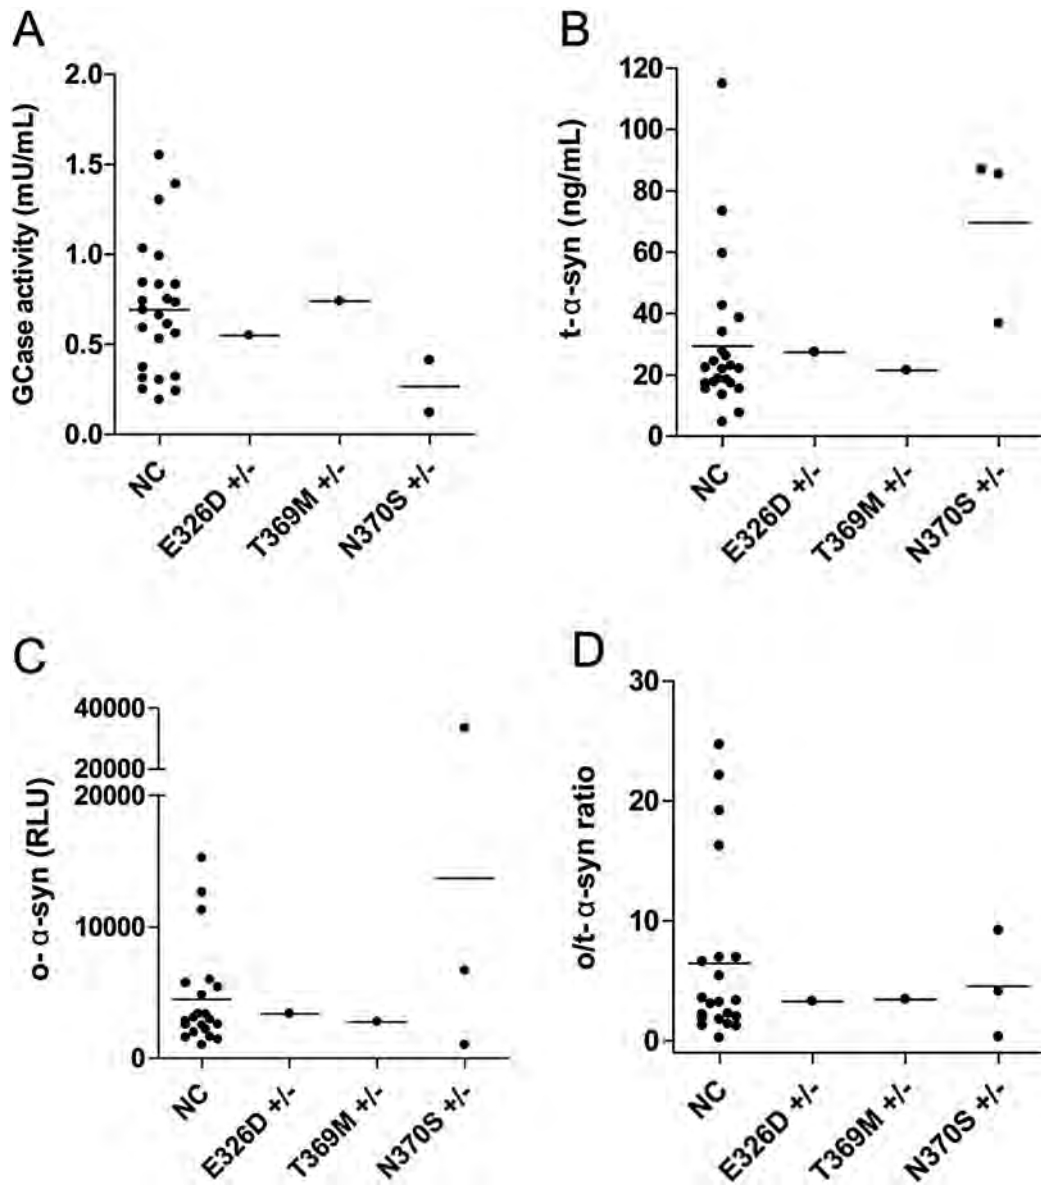 A
GCase activity (mU/mL)
2.0
1.5
1.0
0.5
0.0
NC
E326D +/-
T369M +/-
N370S +/-
B
t-α-syn (ng/mL)
120
100
80
60
40
20
0
NC
E326D +/-
T369M +/-
N370S +/-
C
o- α-syn (RLU)
40000
20000
20000
10000
0
NC
E326D +/-
T369M +/-
N370S +/-
D
o/t- α-syn ratio
30
20
10
0
NC
E326D +/-
T369M +/-
N370S +/-